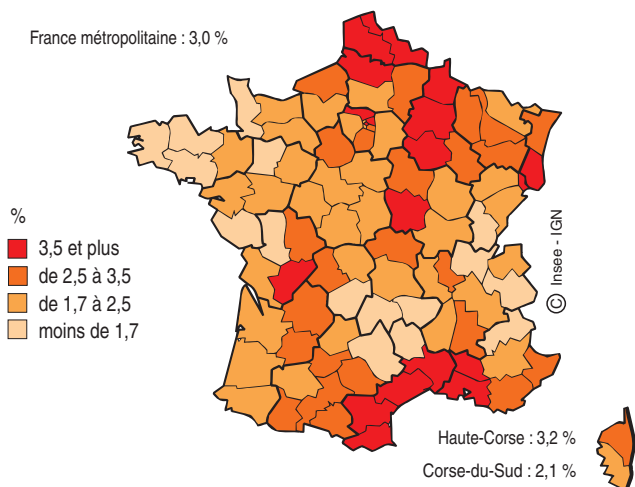 France métropolitaine : 3,0 %
%
3,5 et plus
de 2,5 à 3,5
de 1,7 à 2,5
moins de 1,7
© Insee - IGN
Haute-Corse : 3,2 %
Corse-du-Sud : 2,1 %